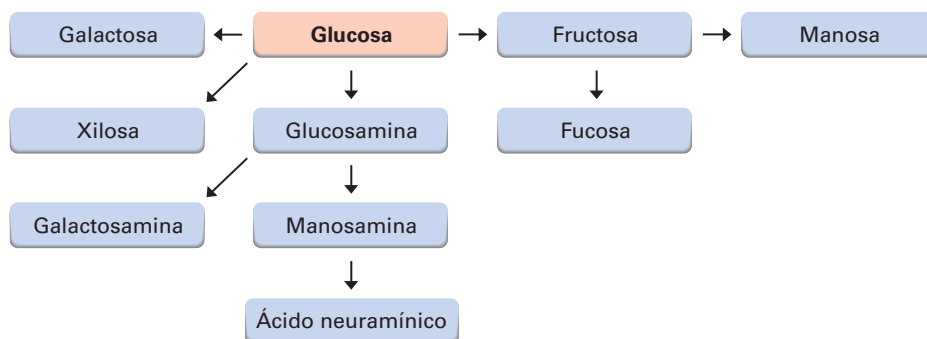 Galactosa
Glucosa
Fructosa
Manosa
Xilosa
Glucosamina
Fucosa
Galactosamina
Manosamina
Ácido neuramínico